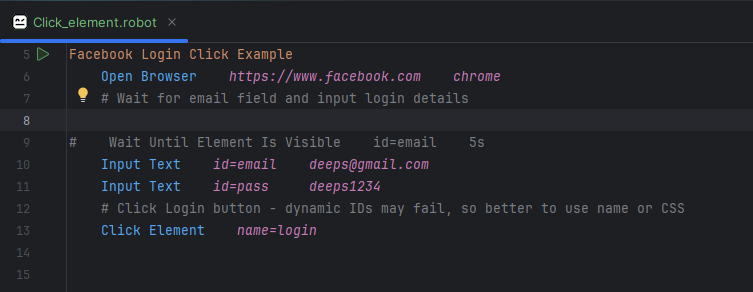 Click_element.robot ×
5 Facebook Login Click Example
6 Open Browser    https://www.facebook.com    chrome
7 # Wait for email field and input login details
8
9 #    Wait Until Element Is Visible    id=email    5s
10 Input Text    id=email    deeps@gmail.com
11 Input Text    id=pass    deeps1234
12 # Click Login button - dynamic IDs may fail, so better to use name or CSS
13 Click Element    name=login
14
15